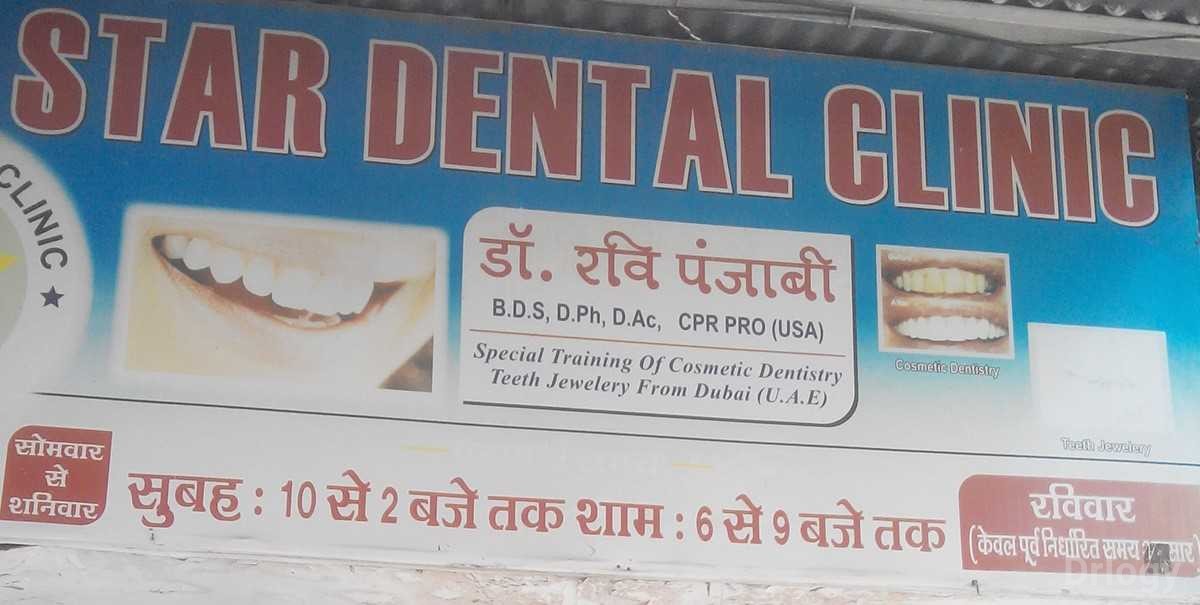 STAR DENTAL CLINIC
CLINIC
डॉ. रवि पंजाबी
B.D.S, D.Ph, D.Ac, CPR PRO (USA)
Special Training Of Cosmetic Dentistry
Teeth Jewelery From Dubai (U.A.E)
Cosmetic Dentistry
Teeth Jewelery
सोमवार
से
शनिवार
सुबह : 10 से 2 बजे तक शाम : 6 से 9 बजे तक
रविवार
(केवल पूर्व निर्धारित समय
Drlogy